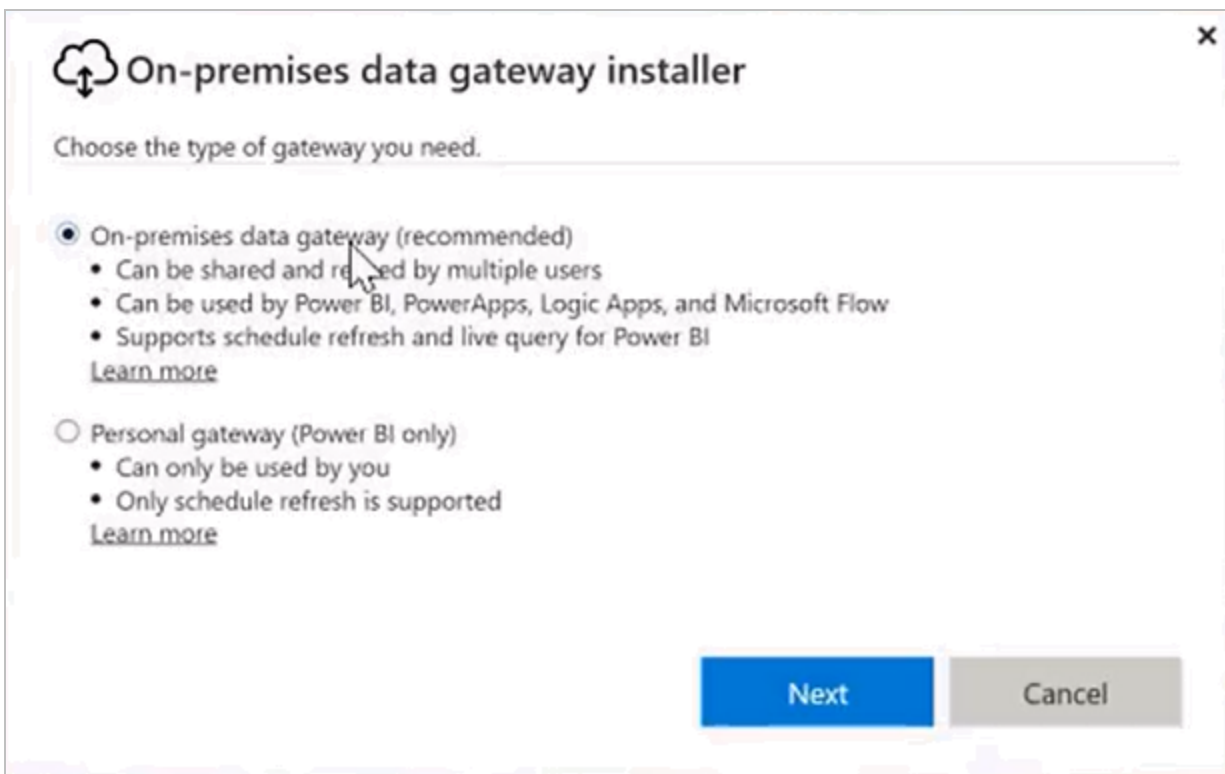 On-premises data gateway installer
Choose the type of gateway you need.
On-premises data gateway (recommended)
• Can be shared and by multiple users
• Can be used by Power BI, PowerApps, Logic Apps, and Microsoft Flow
• Supports schedule refresh and live query for Power BI
Learn more
Personal gateway (Power BI only)
• Can only be used by you
• Only schedule refresh is supported
Learn more
Next
Cancel